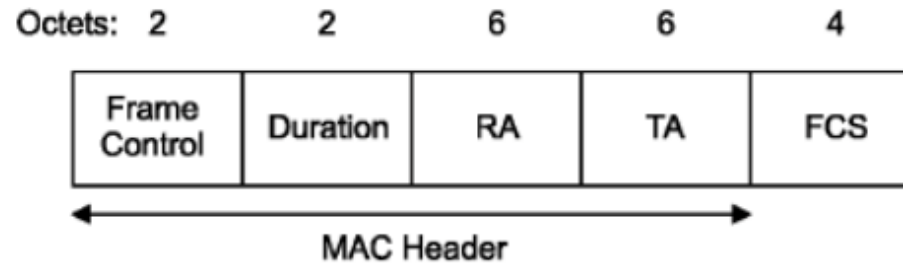 Octets: 2 2 6 6 4
Frame Control Duration RA TA FCS
MAC Header